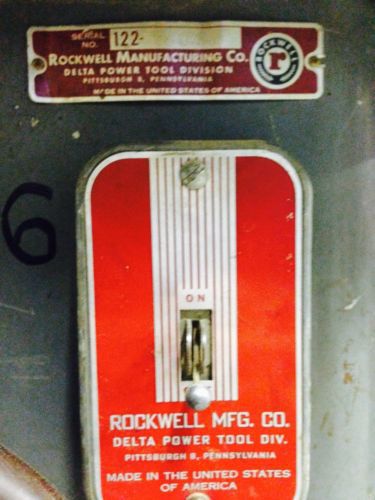 SERIAL
NO. 122-
ROCKWELL MANUFACTURING CO.
DELTA POWER TOOL DIVISION
PITTSBURGH 8, PENNSYLVANIA
MADE IN THE UNITED STATES OF AMERICA
ROCKWELL
r
6
ON
ROCKWELL MFG. CO.
DELTA POWER TOOL DIV.
PITTSBURGH 8, PENNSYLVANIA
MADE IN THE UNITED STATES
OF AMERICA